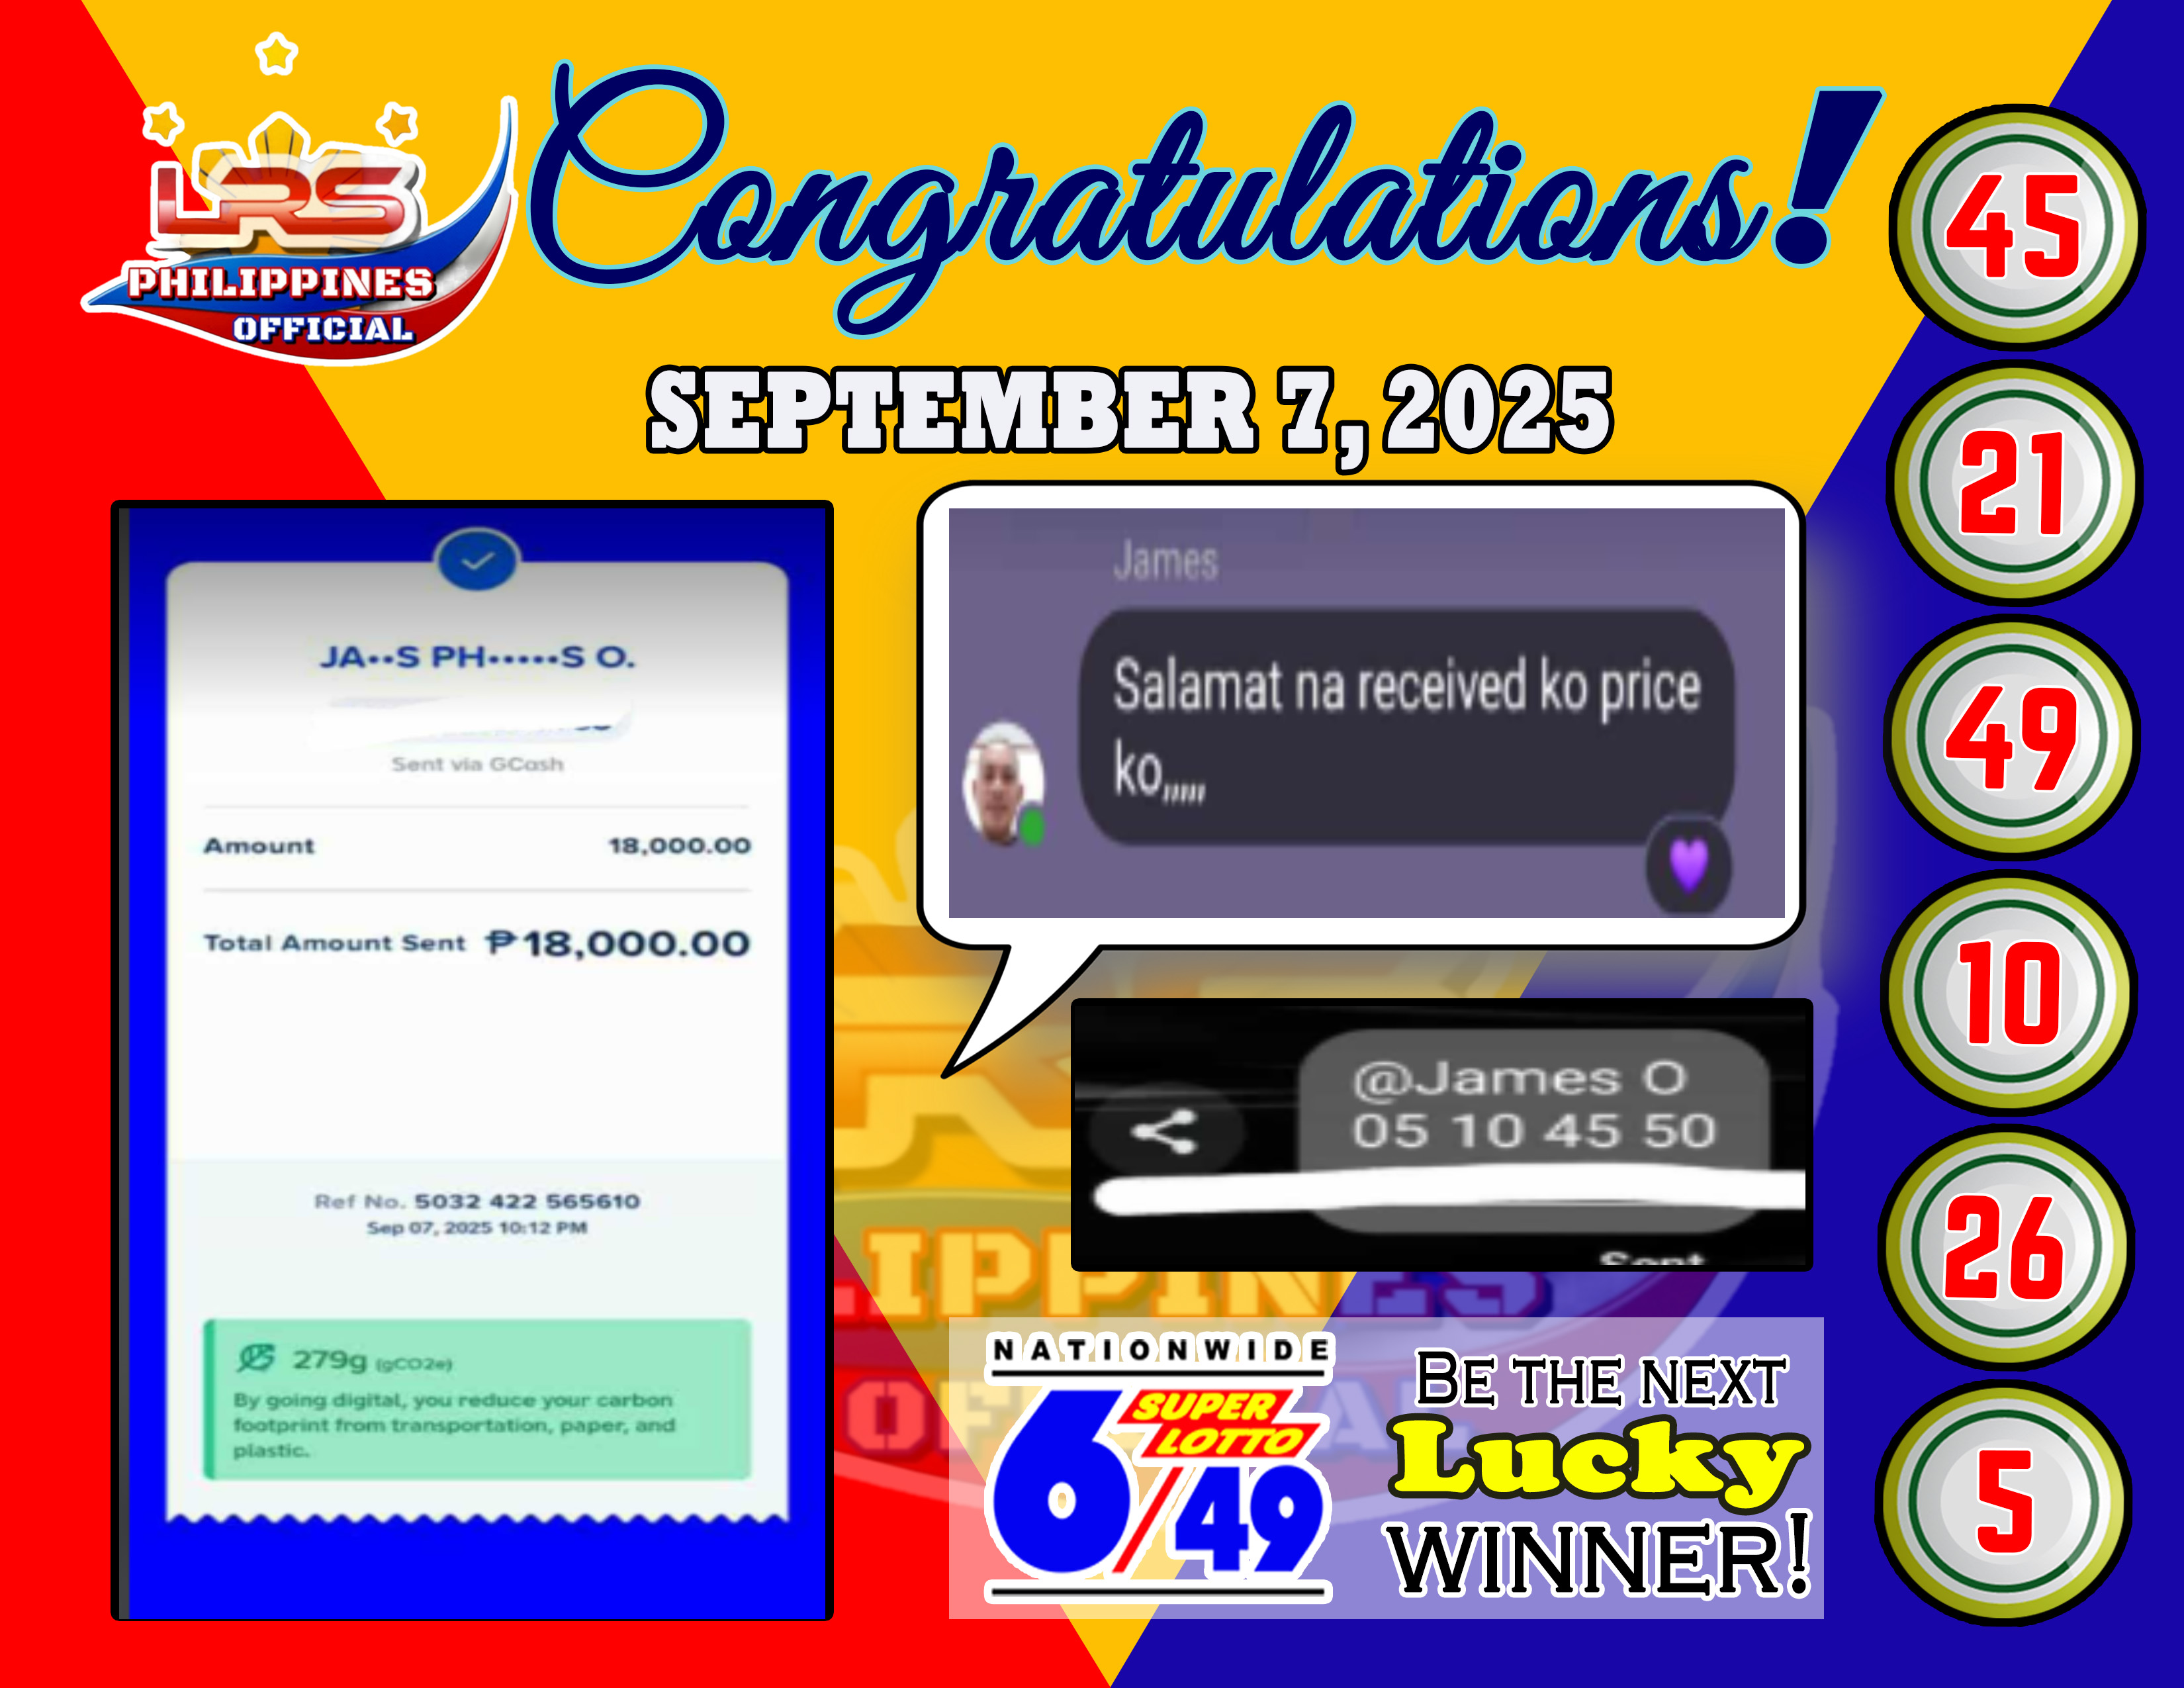 LRS
PHILIPPINES
OFFICIAL
Congratulations!
SEPTEMBER 7, 2025
JA••S PH•••••S O.
Sent via GCash
Amount 18,000.00
Total Amount Sent ₱18,000.00
Ref No. 5032 422 565610
Sep 07, 2025 10:12 PM
279g (gCO2e)
By going digital, you reduce your carbon
footprint from transportation, paper, and
plastic.
James
Salamat na received ko price
ko,,,,,
@James O
05 10 45 50
Sent
NATIONWIDE
SUPER
LOTTO
6/49
BE THE NEXT
Lucky
WINNER!
45
21
49
10
26
5